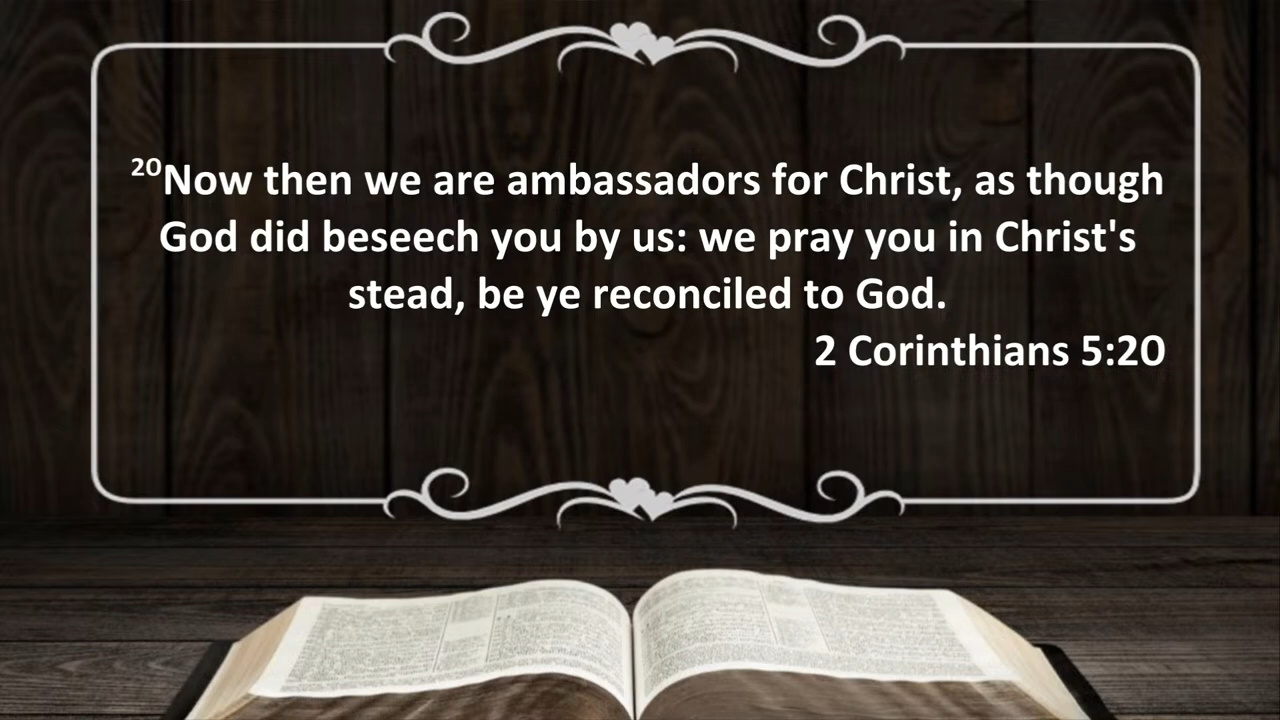 ²⁰Now then we are ambassadors for Christ, as though
God did beseech you by us: we pray you in Christ's
stead, be ye reconciled to God.
2 Corinthians 5:20